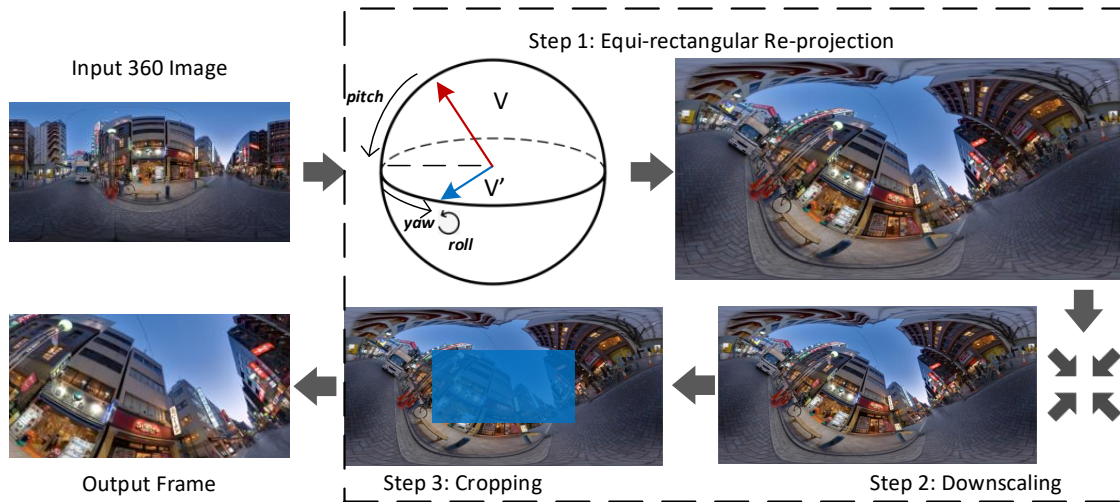 Step 1: Equi-rectangular Re-projection
Input 360 Image
pitch
V
V'
yaw
roll
Output Frame
Step 3: Cropping
Step 2: Downscaling